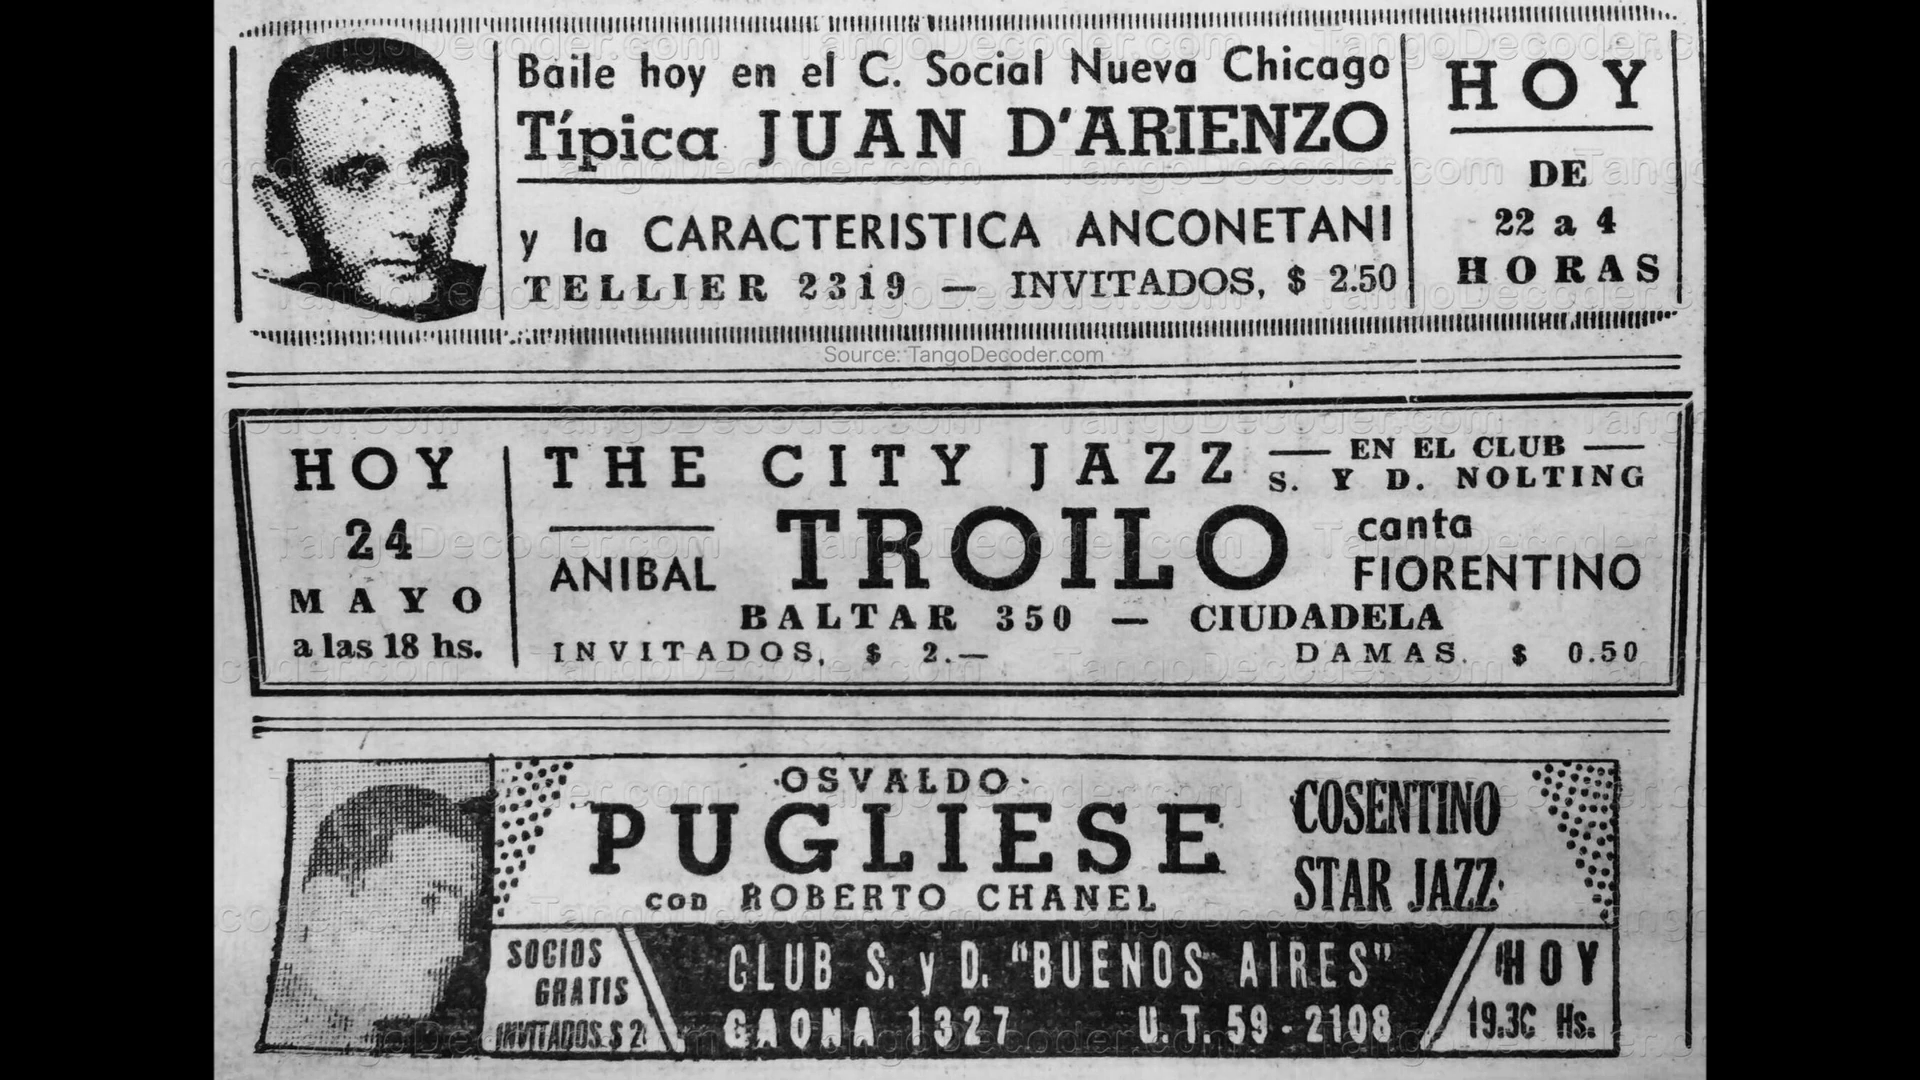 Baile hoy en el C. Social Nueva Chicago
Típica JUAN D'ARIENZO
y la CARACTERISTICA ANCONETANI
TELLIER 2319 — INVITADOS, $ 2.50
HOY
DE
22 a 4
HORAS
Source: TangoDecoder.com
HOY
24
MAYO
a las 18 hs.
THE CITY JAZZ
— EN EL CLUB —
S. Y D. NOLTING
ANIBAL TROILO
canta
FIORENTINO
BALTAR 350 — CIUDADELA
INVITADOS, $ 2.—
DAMAS. $ 0.50
OSVALDO
PUGLIESE
con ROBERTO CHANEL
COSENTINO
STAR JAZZ
SOCIOS
GRATIS
INVITADOS $ 2
CLUB S. y D. "BUENOS AIRES"
GAONA 1327 U. T. 59-2108
HOY
19.30 Hs.